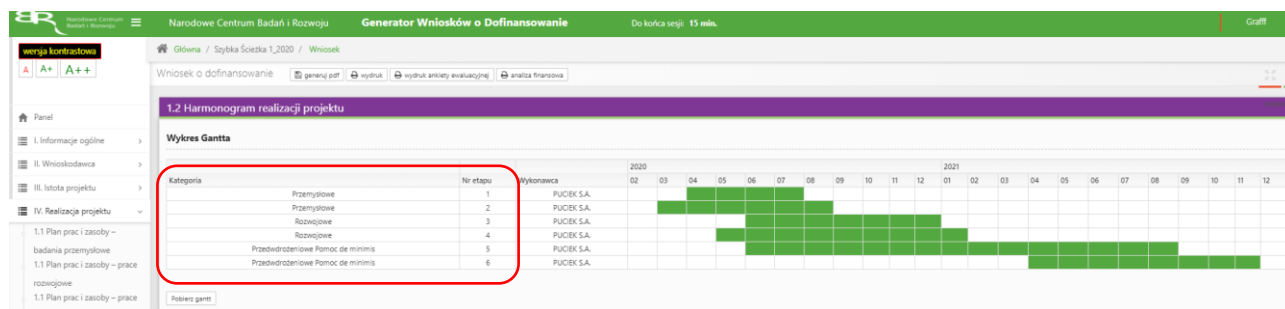 Narodowe Centrum
Badań i Rozwoju
Narodowe Centrum Badań i Rozwoju Generator Wniosków o Dofinansowanie Do końca sesji: 15 min. Grafff
wersja kontrastowa
A A+ A++
Główna / Szybka Ścieżka 1_2020 / Wniosek
Wniosek o dofinansowanie generuj pdf wydruk wydruk ankiety ewaluacyjnej analiza finansowa
Panel
I. Informacje ogólne
II. Wnioskodawca
III. Istota projektu
IV. Realizacja projektu
1.1 Plan prac i zasoby –
badania przemysłowe
1.1 Plan prac i zasoby – prace
rozwojowe
1.1 Plan prac i zasoby – prace
1.2 Harmonogram realizacji projektu
Wykres Gantta
2020 2021
Kategoria Nr etapu Wykonawca 02 03 04 05 06 07 08 09 10 11 12 01 02 03 04 05 06 07 08 09 10 11 12
Przemysłowe 1 PUCIEK S.A.
Przemysłowe 2 PUCIEK S.A.
Rozwojowe 3 PUCIEK S.A.
Rozwojowe 4 PUCIEK S.A.
Przedwdrożeniowe Pomoc de minimis 5 PUCIEK S.A.
Przedwdrożeniowe Pomoc de minimis 6 PUCIEK S.A.
Pobierz gantt